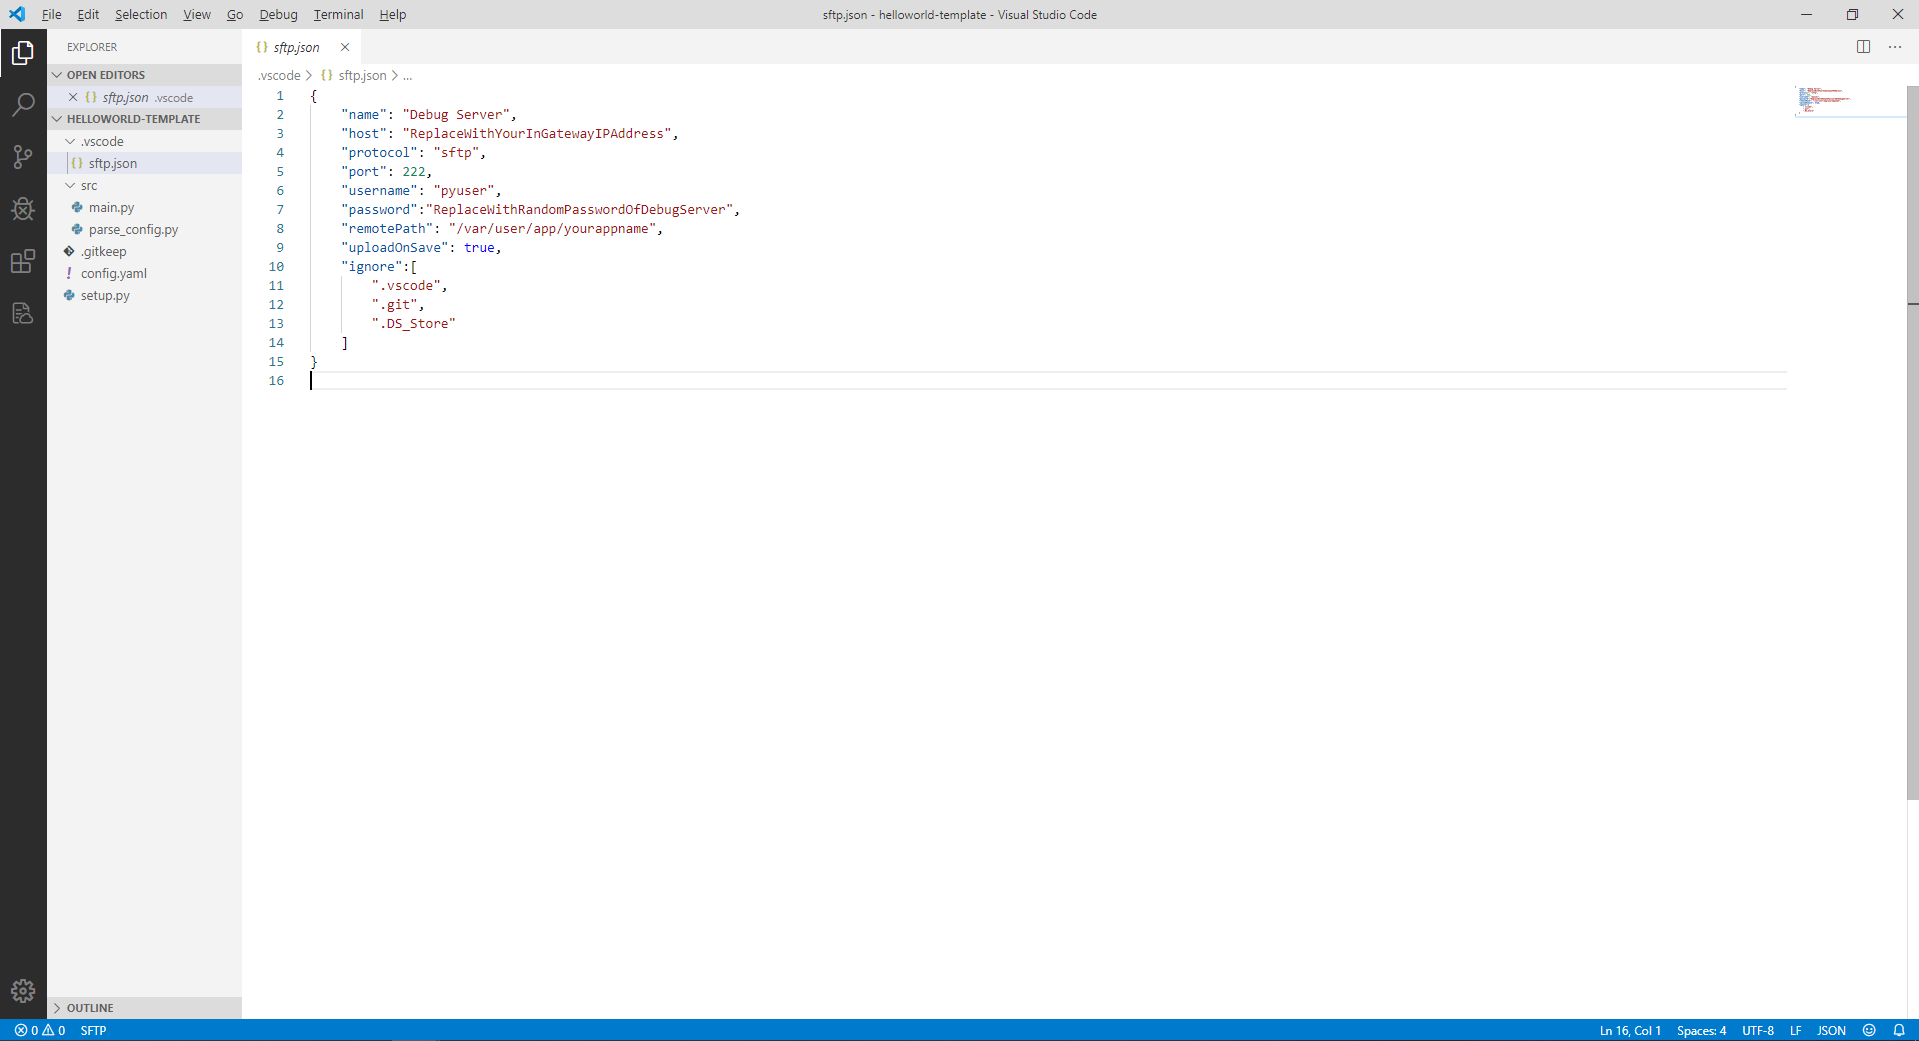 File Edit Selection View Go Debug Terminal Help
sftp.json - helloworld-template - Visual Studio Code
EXPLORER
OPEN EDITORS
sftp.json .vscode
HELLOWORLD-TEMPLATE
.vscode
{} sftp.json
src
main.py
parse_config.py
.gitkeep
! config.yaml
setup.py
OUTLINE
{} sftp.json
.vscode > {} sftp.json > ...
1 {
2 "name": "Debug Server",
3 "host": "ReplaceWithYourInGatewayIPAddress",
4 "protocol": "sftp",
5 "port": 222,
6 "username": "pyuser",
7 "password":"ReplaceWithRandomPasswordOfDebugServer",
8 "remotePath": "/var/user/app/yourappname",
9 "uploadOnSave": true,
10 "ignore":[
11 ".vscode",
12 ".git",
13 ".DS_Store"
14 ]
15 }
16
0 0 SFTP
Ln 16, Col 1 Spaces: 4 UTF-8 LF JSON